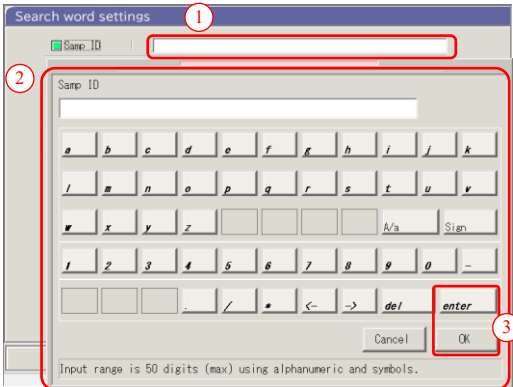 Search word settings
1
Samp ID
2
Samp ID
a b c d e f g h i j k
l m n o p q r s t u v
w x y z A/a Sign
1 2 3 4 5 6 7 8 9 0 -
. / * <- -> del enter
3
Cancel OK
Input range is 50 digits (max) using alphanumeric and symbols.